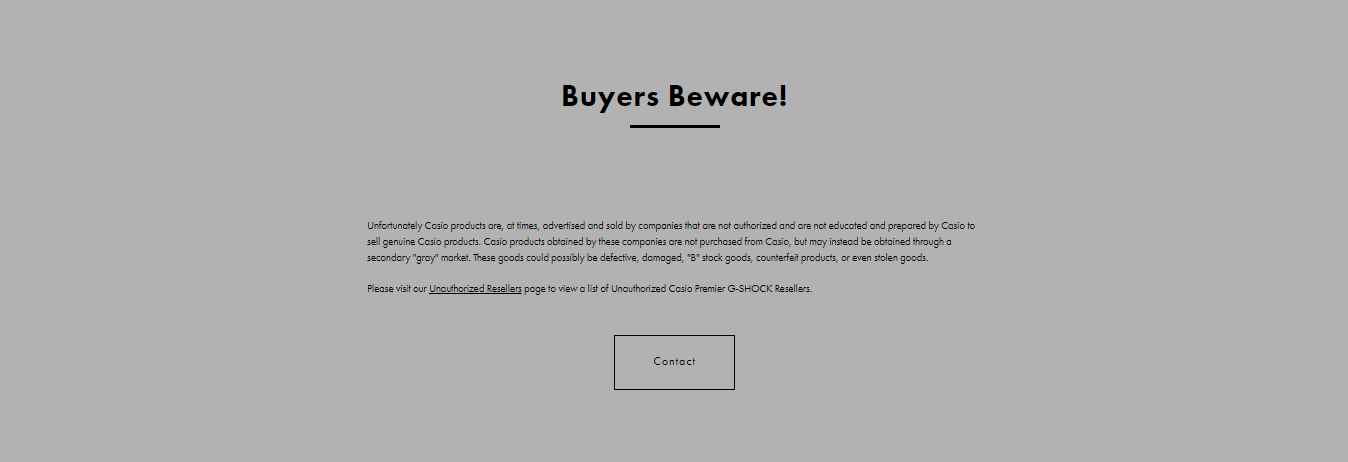 Buyers Beware!
Unfortunately Casio products are, at times, advertised and sold by companies that are not authorized and are not educated and prepared by Casio to
sell genuine Casio products. Casio products obtained by these companies are not purchased from Casio, but may instead be obtained through a
secondary "gray" market. These goods could possibly be defective, damaged, "B" stock goods, counterfeit products, or even stolen goods.
Please visit our Unauthorized Resellers page to view a list of Unauthorized Casio Premier G-SHOCK Resellers.
Contact